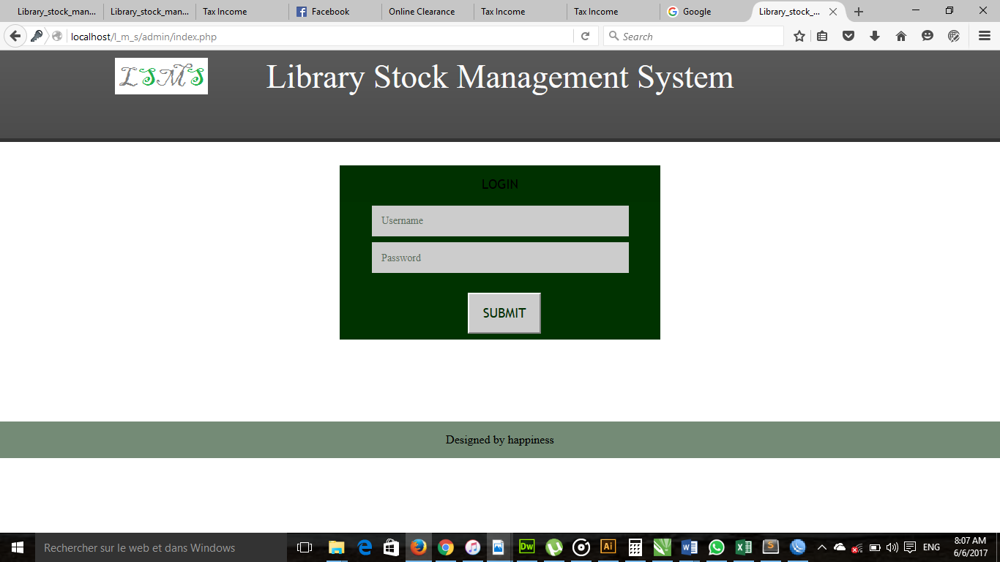 Library_stock_man... Library_stock_man... Tax Income Facebook Online Clearance Tax Income Tax Income Google Library_stock_...
localhost/l_m_s/admin/index.php Search
LSMS Library Stock Management System
LOGIN
Username
Password
SUBMIT
Designed by happiness
Rechercher sur le web et dans Windows Dw Ai ENG 8:07 AM
6/6/2017